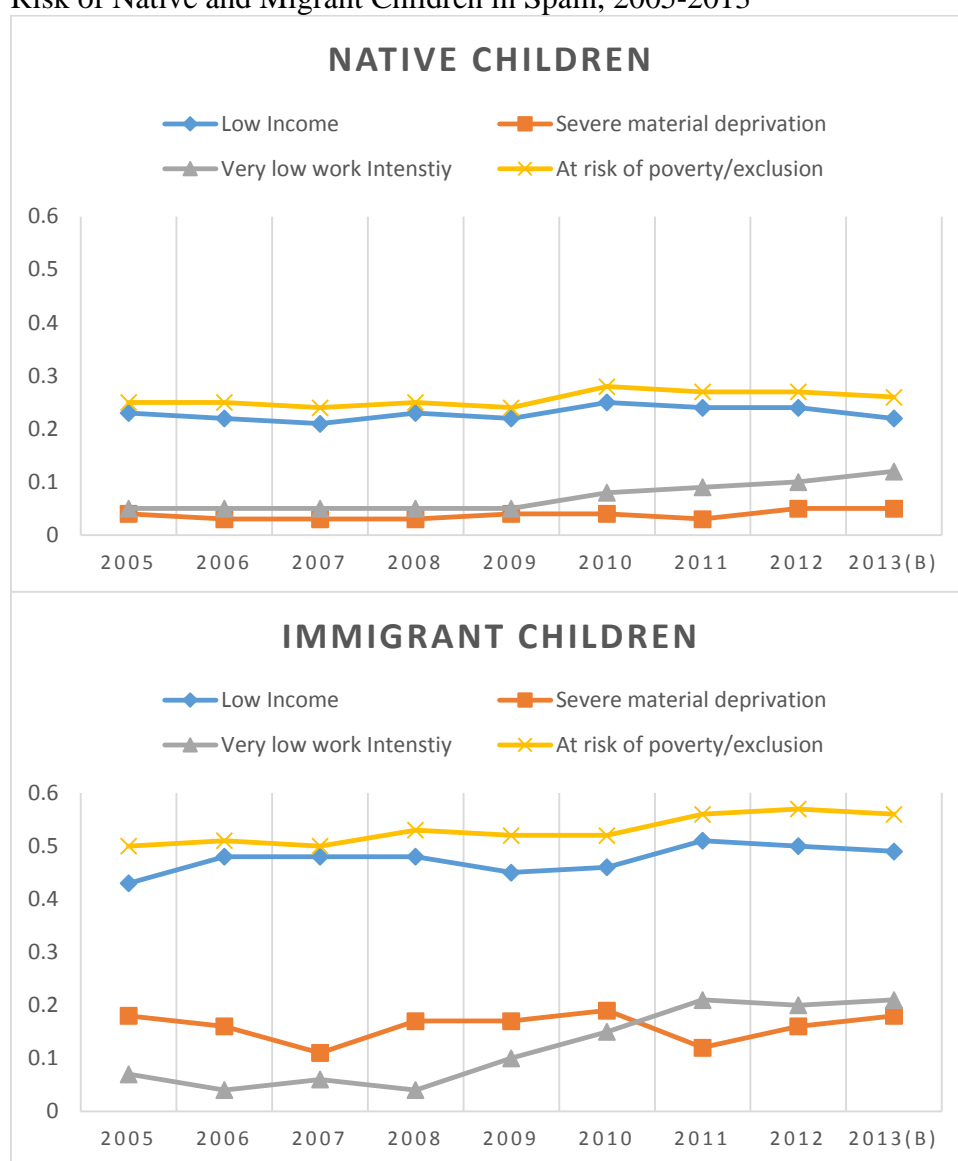 Risk of Native and Migrant Children in Spain, 2005-2013
NATIVE CHILDREN
Low Income Severe material deprivation
Very low work Intenstiy At risk of poverty/exclusion
0.6
0.5
0.4
0.3
0.2
0.1
0
2005 2006 2007 2008 2009 2010 2011 2012 2013(B)
IMMIGRANT CHILDREN
Low Income Severe material deprivation
Very low work Intenstiy At risk of poverty/exclusion
0.6
0.5
0.4
0.3
0.2
0.1
0
2005 2006 2007 2008 2009 2010 2011 2012 2013(B)